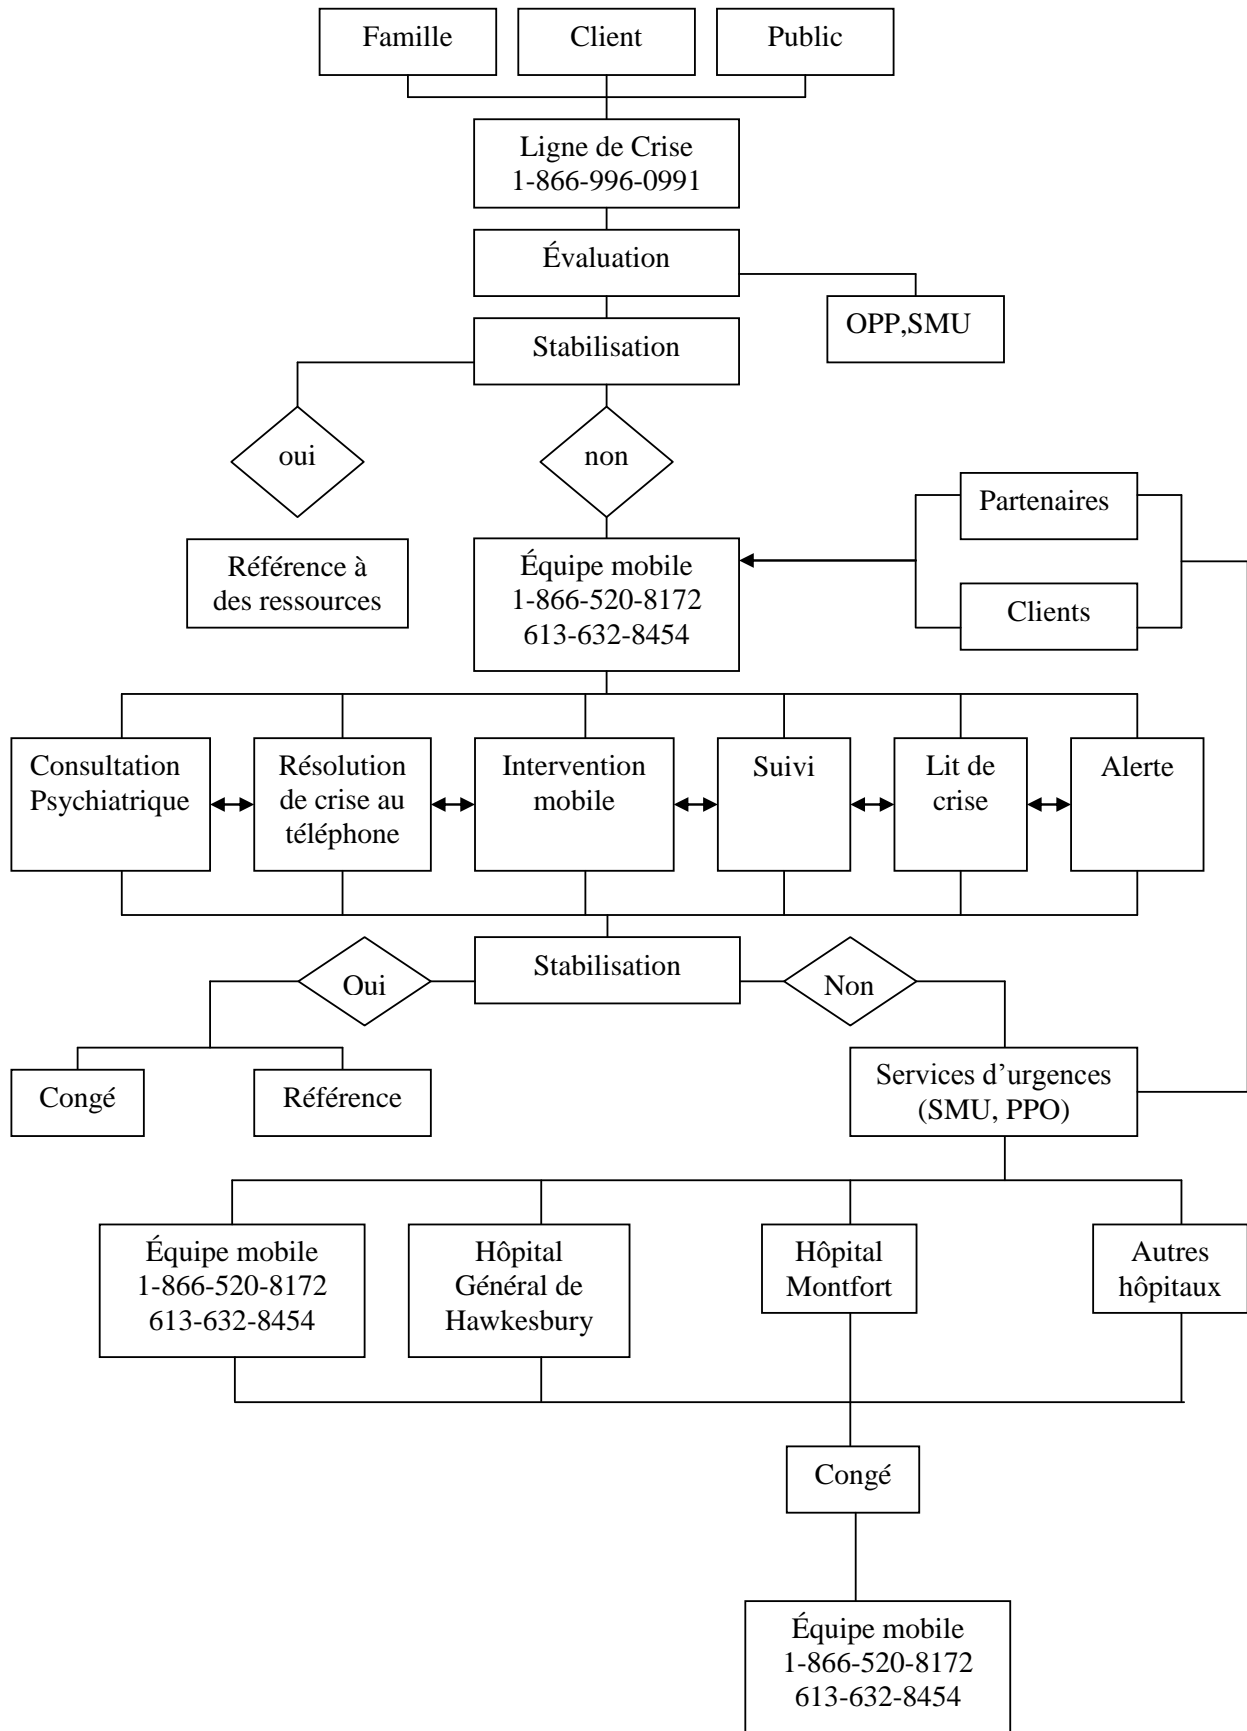 Famille
Client
Public
Ligne de Crise
1-866-996-0991
Évaluation
OPP,SMU
Stabilisation
oui
non
Partenaires
Référence à
des ressources
Équipe mobile
1-866-520-8172
613-632-8454
Clients
Consultation
Psychiatrique
Résolution
de crise au
téléphone
Intervention
mobile
Suivi
Lit de
crise
Alerte
Stabilisation
Oui
Non
Congé
Référence
Services d’urgences
(SMU, PPO)
Équipe mobile
1-866-520-8172
613-632-8454
Hôpital
Général de
Hawkesbury
Hôpital
Montfort
Autres
hôpitaux
Congé
Équipe mobile
1-866-520-8172
613-632-8454